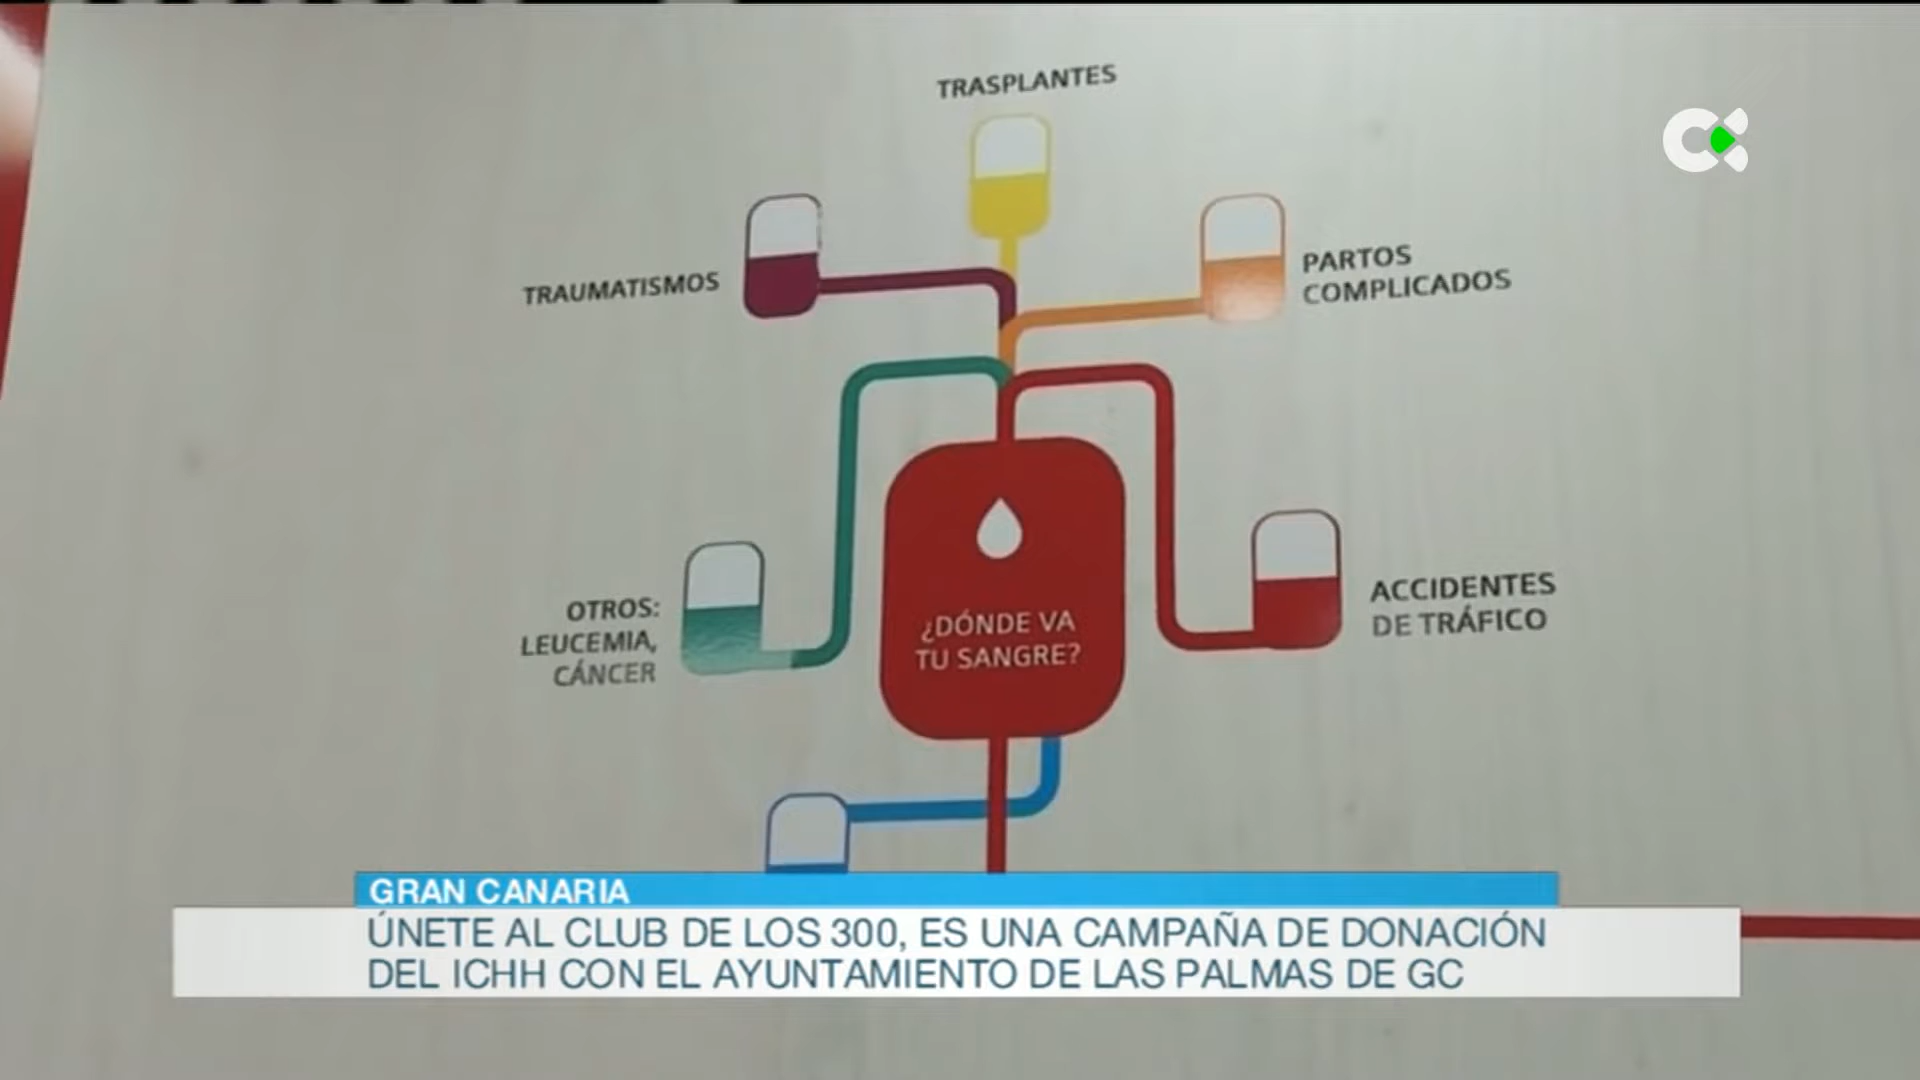 TRASPLANTES
TRAUMATISMOS
PARTOS
COMPLICADOS
OTROS:
LEUCEMIA,
CÁNCER
¿DÓNDE VA
TU SANGRE?
ACCIDENTES
DE TRÁFICO
GRAN CANARIA
ÚNETE AL CLUB DE LOS 300, ES UNA CAMPAÑA DE DONACIÓN
DEL ICHH CON EL AYUNTAMIENTO DE LAS PALMAS DE GC